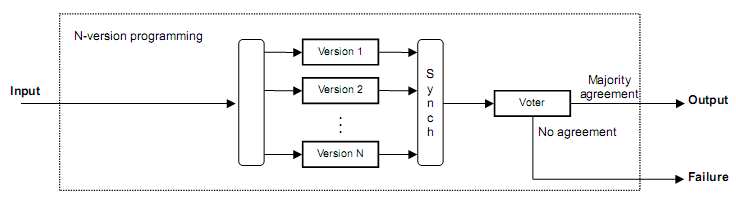 N-version programming
Input
Version 1
Version 2
Version N
S
y
n
c
h
Voter
Majority
agreement
No agreement
Output
Failure